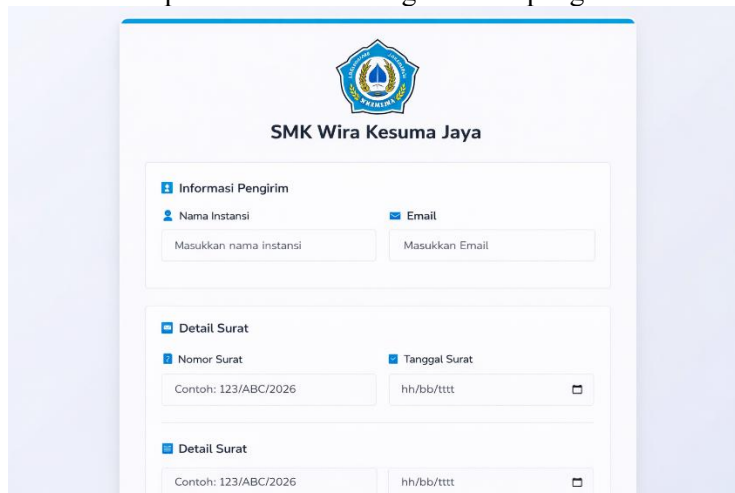 SMK Wira Kesuma Jaya
Informasi Pengirim
Nama Instansi Email
Masukkan nama instansi Masukkan Email
Detail Surat
Nomor Surat Tanggal Surat
Contoh: 123/ABC/2026 hh/bb/tttt
Detail Surat
Contoh: 123/ABC/2026 hh/bb/tttt